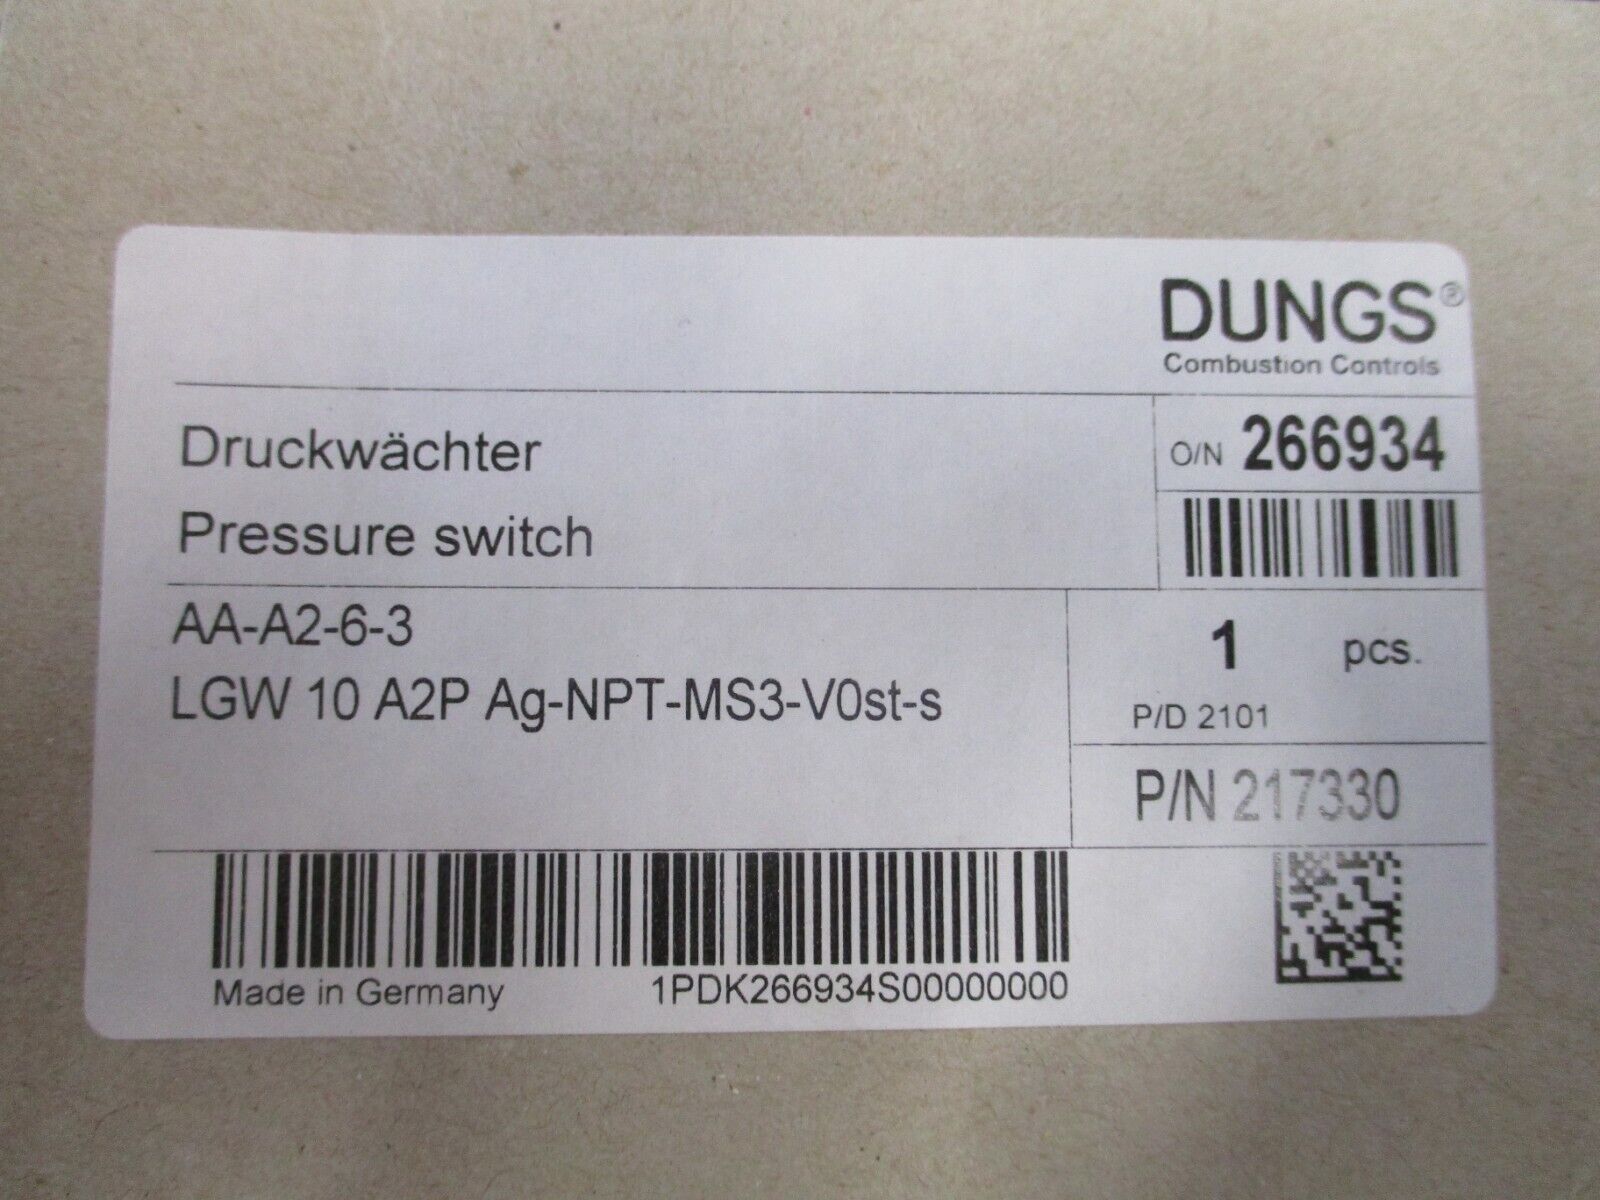 DUNGS®
Combustion Controls
Druckwächter
Pressure switch
O/N 266934
AA-A2-6-3
LGW 10 A2P Ag-NPT-MS3-V0st-s
1 pcs.
P/D 2101
P/N 217330
Made in Germany 1PDK266934S00000000